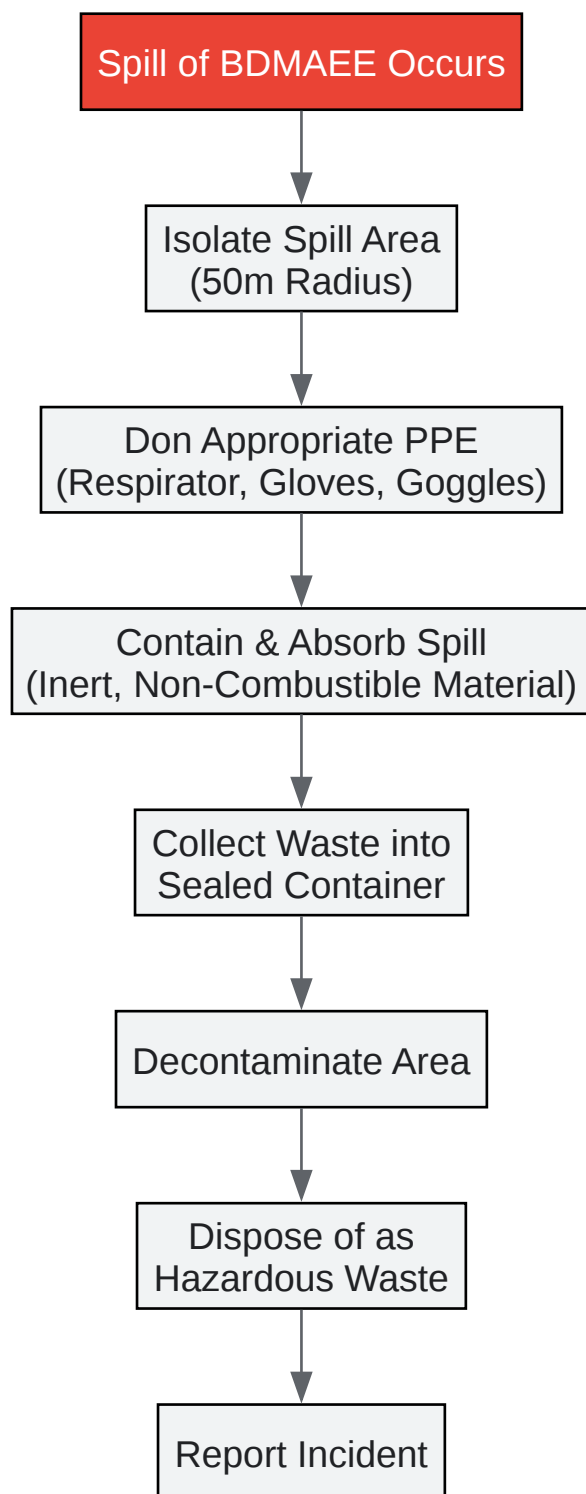 Spill of BDMAEE Occurs
Isolate Spill Area
(50m Radius)
Don Appropriate PPE
(Respirator, Gloves, Goggles)
Contain & Absorb Spill
(Inert, Non-Combustible Material)
Collect Waste into
Sealed Container
Decontaminate Area
Dispose of as
Hazardous Waste
Report Incident